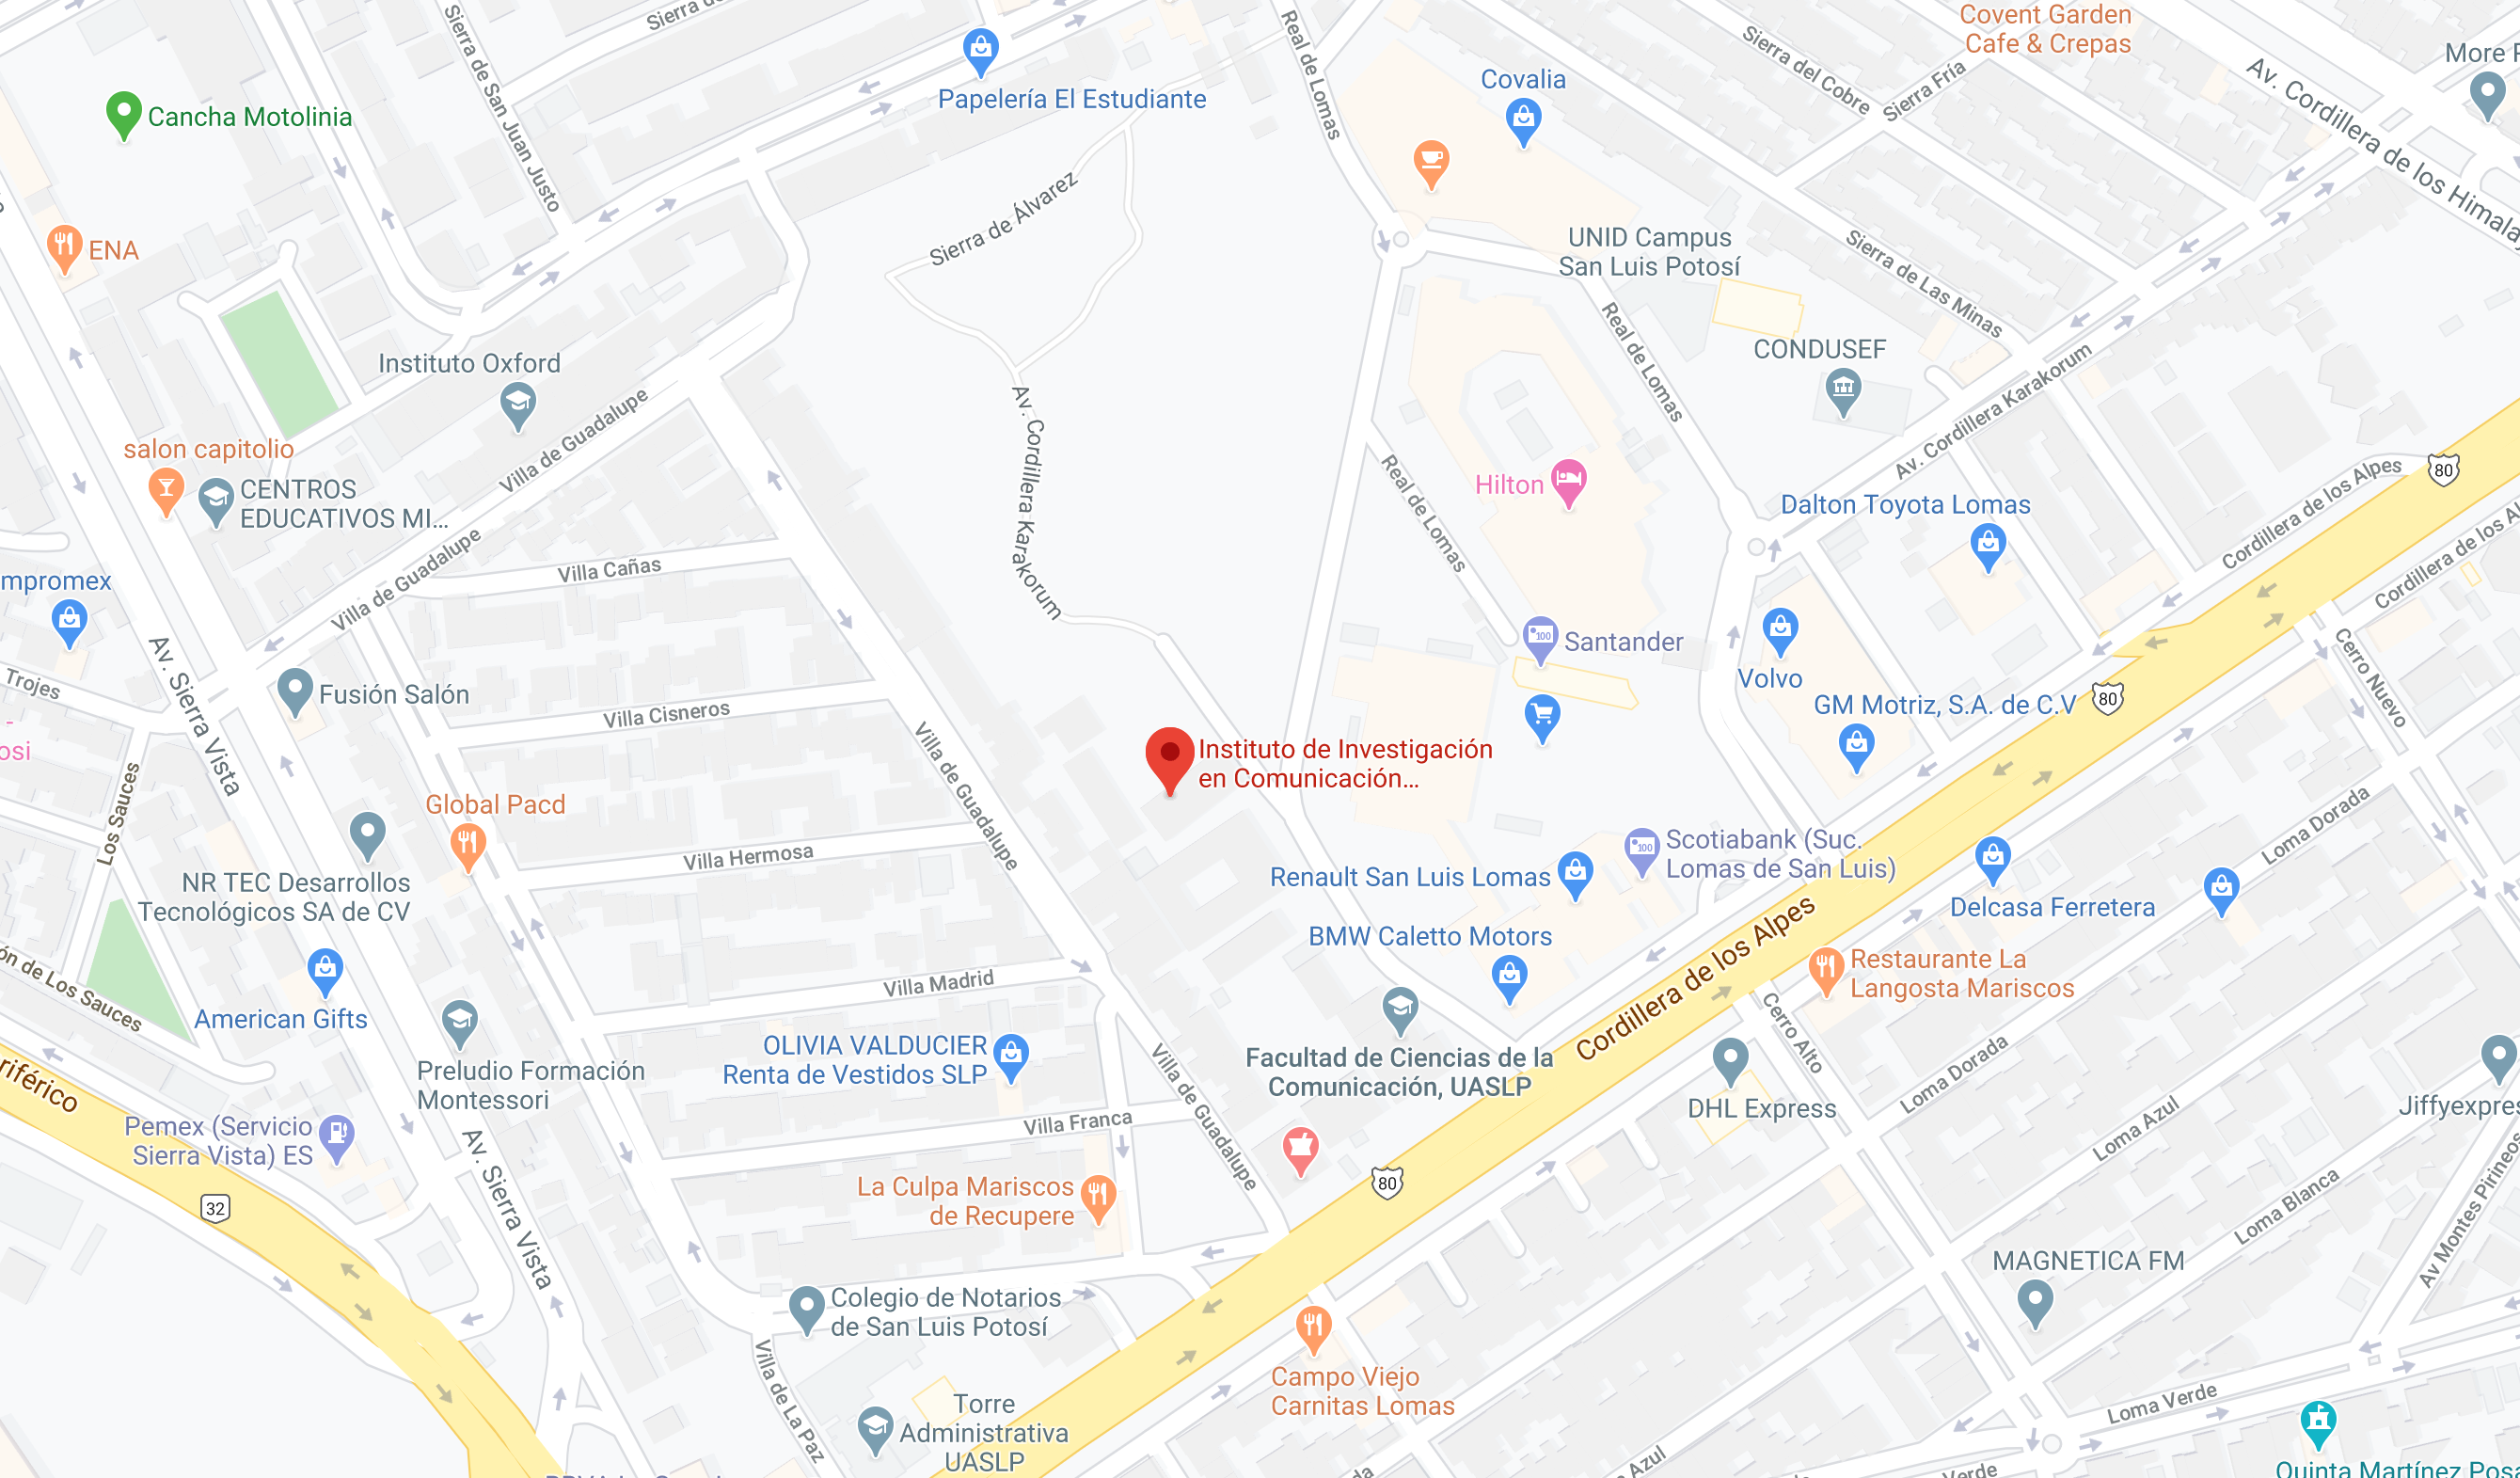 Sierra de San Juan Justo
Papelería El Estudiante
Real de Lomas
Covalia
Sierra del Cobre
Sierra Fría
Covent Garden
Cafe & Crepas
Av. Cordillera de los Himala
More
Cancha Motolinia
Sierra de Álvarez
UNID Campus
San Luis Potosí
Sierra de Las Minas
ENA
Instituto Oxford
Villa de Guadalupe
Av. Cordillera Karakorum
Real de Lomas
CONDUSEF
Av. Cordillera Karakorum
salon capitolio
CENTROS
EDUCATIVOS MI...
Real de Lomas
Hilton
Dalton Toyota Lomas
Cordillera de los Alpes
80
Cordillera de los Al
mpromex
Villa de Guadalupe
Villa Cañas
Santander
Volvo
Cerro Nuevo
Trojes
Av. Sierra Vista
Fusión Salón
Villa Cisneros
Villa de Guadalupe
GM Motriz, S.A. de C.V
80
osi
Instituto de Investigación
en Comunicación...
Los Sauces
Global Pacd
Villa Hermosa
Renault San Luis Lomas
Scotiabank (Suc.
Lomas de San Luis)
Loma Dorada
NR TEC Desarrollos
Tecnológicos SA de CV
BMW Caletto Motors
Cordillera de los Alpes
Delcasa Ferretera
ón de Los Sauces
American Gifts
Villa Madrid
Restaurante La
Langosta Mariscos
Cerro Alto
Preludio Formación
Montessori
OLIVIA VALDUCIER
Renta de Vestidos SLP
Villa de Guadalupe
Facultad de Ciencias de la
Comunicación, UASLP
DHL Express
Loma Dorada
Loma Azul
Jiffyexpres
riférico
Pemex (Servicio
Sierra Vista) ES
32
Av. Sierra Vista
Villa Franca
La Culpa Mariscos
de Recupere
80
Loma Blanca
Av Montes Pirineos
MAGNETICA FM
Colegio de Notarios
de San Luis Potosí
Villa de La Paz
Campo Viejo
Carnitas Lomas
Torre
Administrativa
UASLP
Loma Verde
Azul
Verde
Quinta Martínez Pos